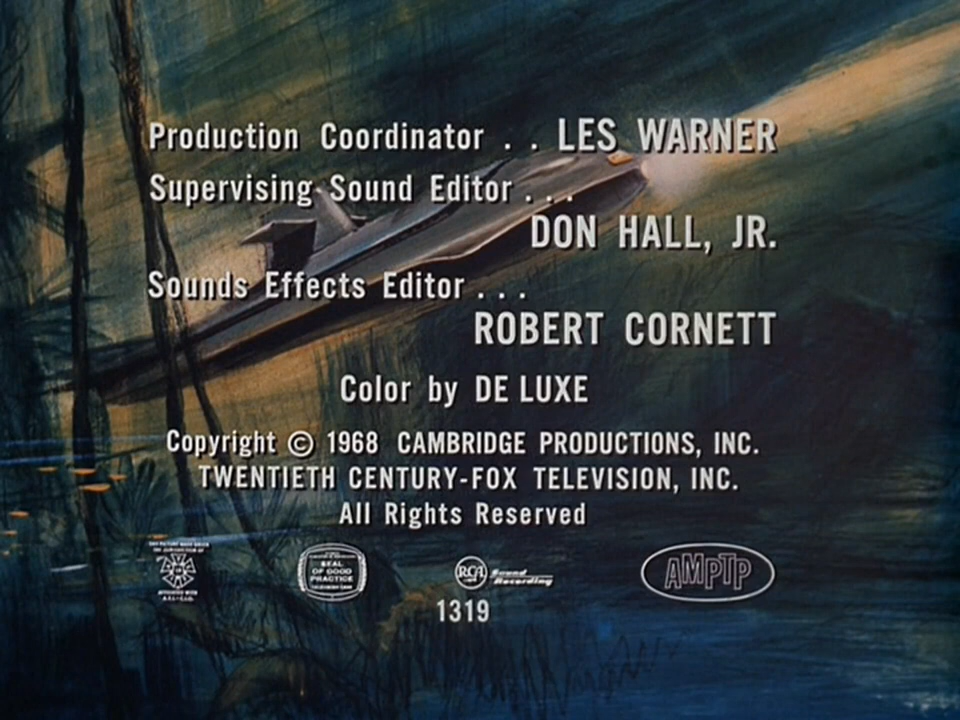 Production Coordinator . . LES WARNER
Supervising Sound Editor . . .
DON HALL, JR.
Sounds Effects Editor . . .
ROBERT CORNETT
Color by DE LUXE
Copyright © 1968 CAMBRIDGE PRODUCTIONS, INC.
TWENTIETH CENTURY-FOX TELEVISION, INC.
All Rights Reserved
SEAL
OF GOOD
PRACTICE
RCA Sound
Recording
AMPTP
1319